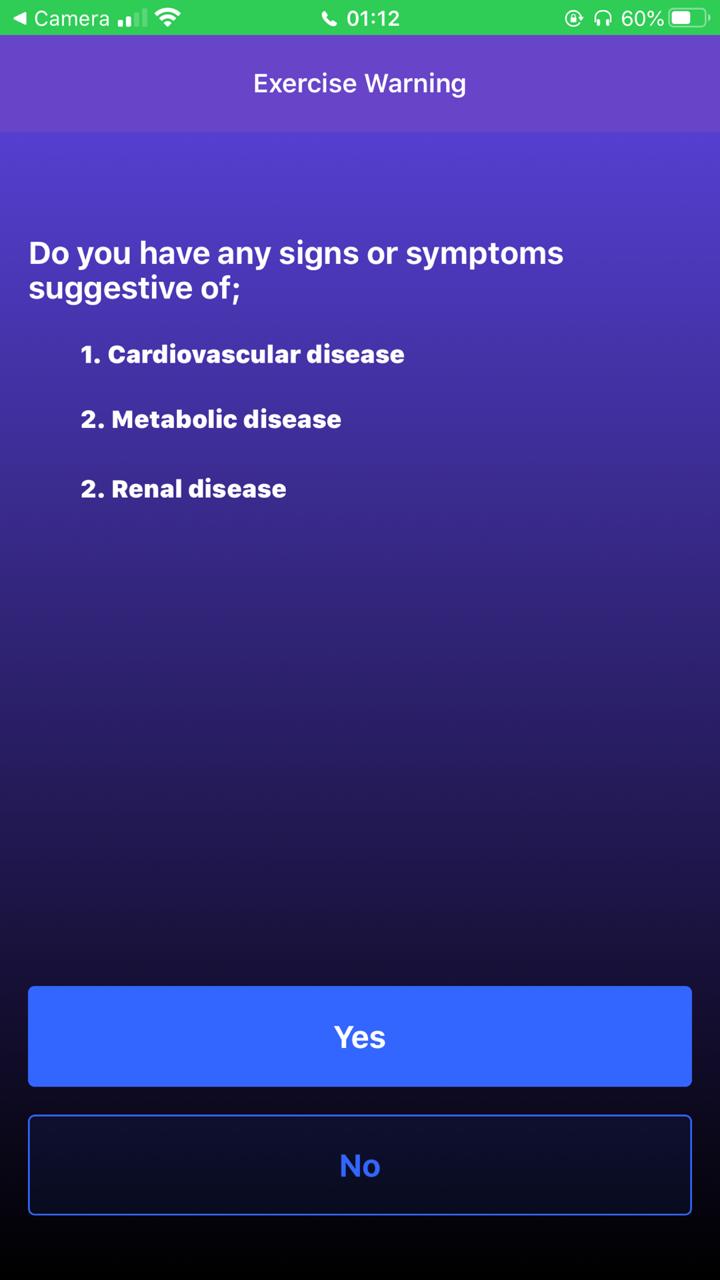 Camera 01:12 60%
Exercise Warning
Do you have any signs or symptoms
suggestive of;
1. Cardiovascular disease
2. Metabolic disease
2. Renal disease
Yes
No